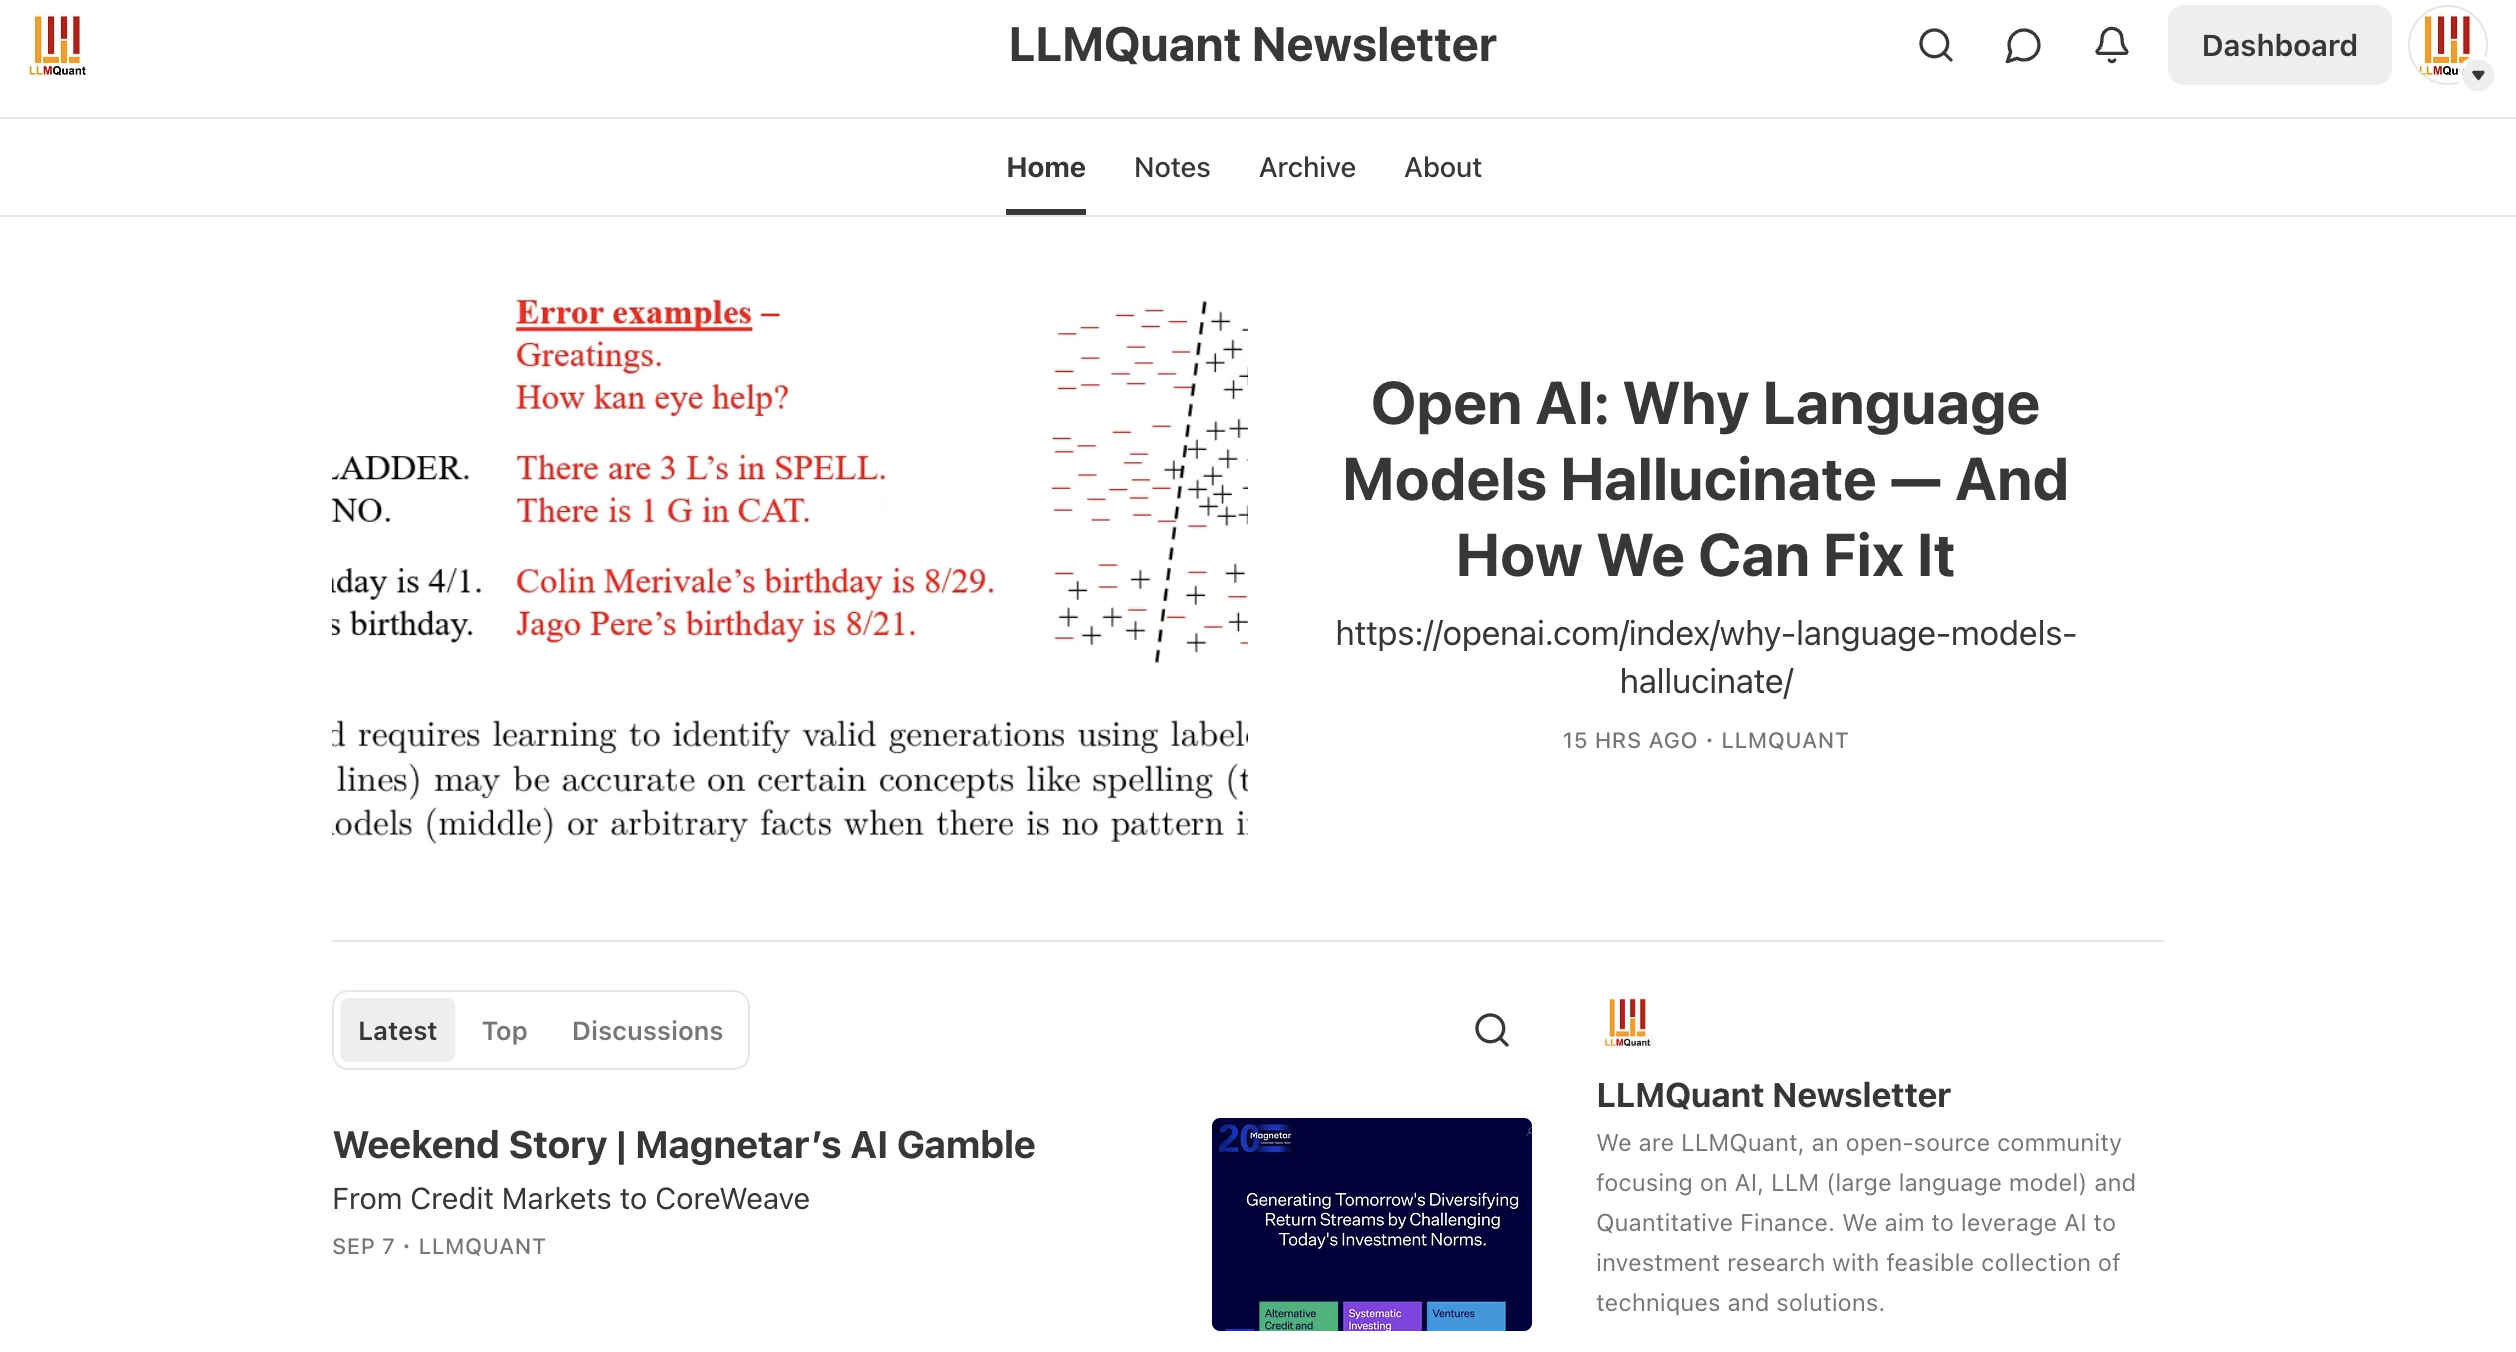 LLMQuant
LLMQuant Newsletter
Dashboard
LLMQu
Home
Notes
Archive
About
Error examples –
Greatings.
How kan eye help?
ADDER.
There are 3 L's in SPELL.
NO.
There is 1 G in CAT.
day is 4/1.
Colin Merivale's birthday is 8/29.
s birthday.
Jago Pere's birthday is 8/21.
d requires learning to identify valid generations using label
lines) may be accurate on certain concepts like spelling (t
odels (middle) or arbitrary facts when there is no pattern i
Open AI: Why Language
Models Hallucinate — And
How We Can Fix It
https://openai.com/index/why-language-models-
hallucinate/
15 HRS AGO • LLMQUANT
Latest
Top
Discussions
Weekend Story | Magnetar’s AI Gamble
From Credit Markets to CoreWeave
SEP 7 • LLMQUANT
20
Magnetar
Generating Tomorrow's Diversifying
Return Streams by Challenging
Today's Investment Norms.
Alternative
Credit and
Systematic
Investing
Ventures
LLMQuant
LLMQuant Newsletter
We are LLMQuant, an open-source community
focusing on AI, LLM (large language model) and
Quantitative Finance. We aim to leverage AI to
investment research with feasible collection of
techniques and solutions.